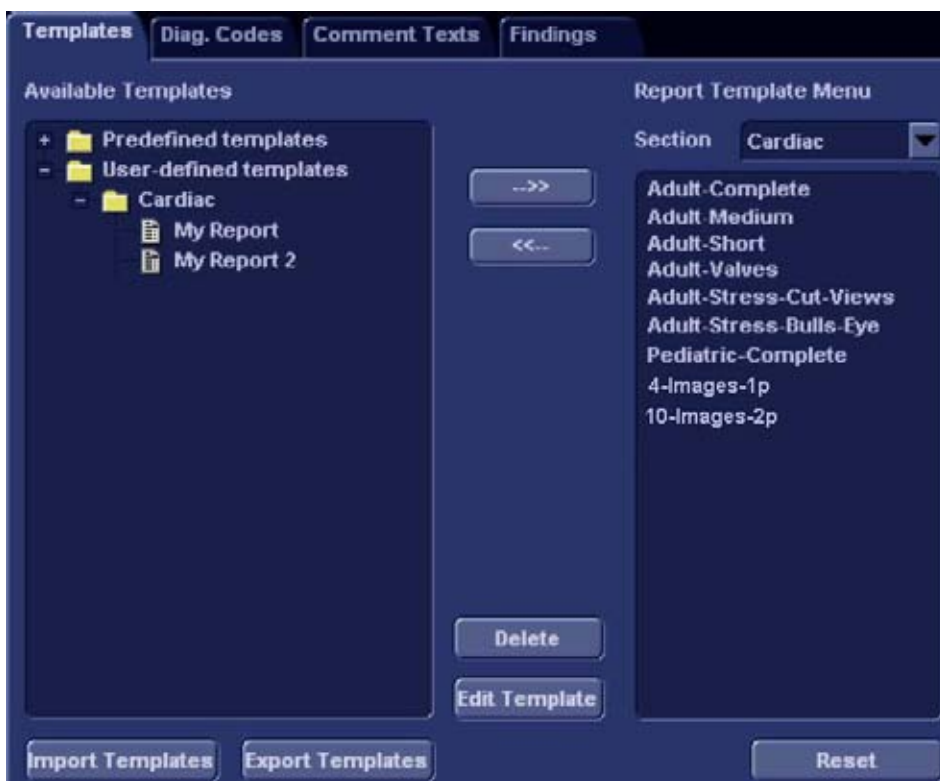 Templates
Diag. Codes
Comment Texts
Findings
Available Templates
+ Predefined templates
- User-defined templates
- Cardiac
My Report
My Report 2
-->>
<<--
Delete
Edit Template
Import Templates
Export Templates
Report Template Menu
Section
Cardiac
Adult-Complete
Adult-Medium
Adult-Short
Adult-Valves
Adult-Stress-Cut-Views
Adult-Stress-Bulls-Eye
Pediatric-Complete
4-Images-1p
10-Images-2p
Reset